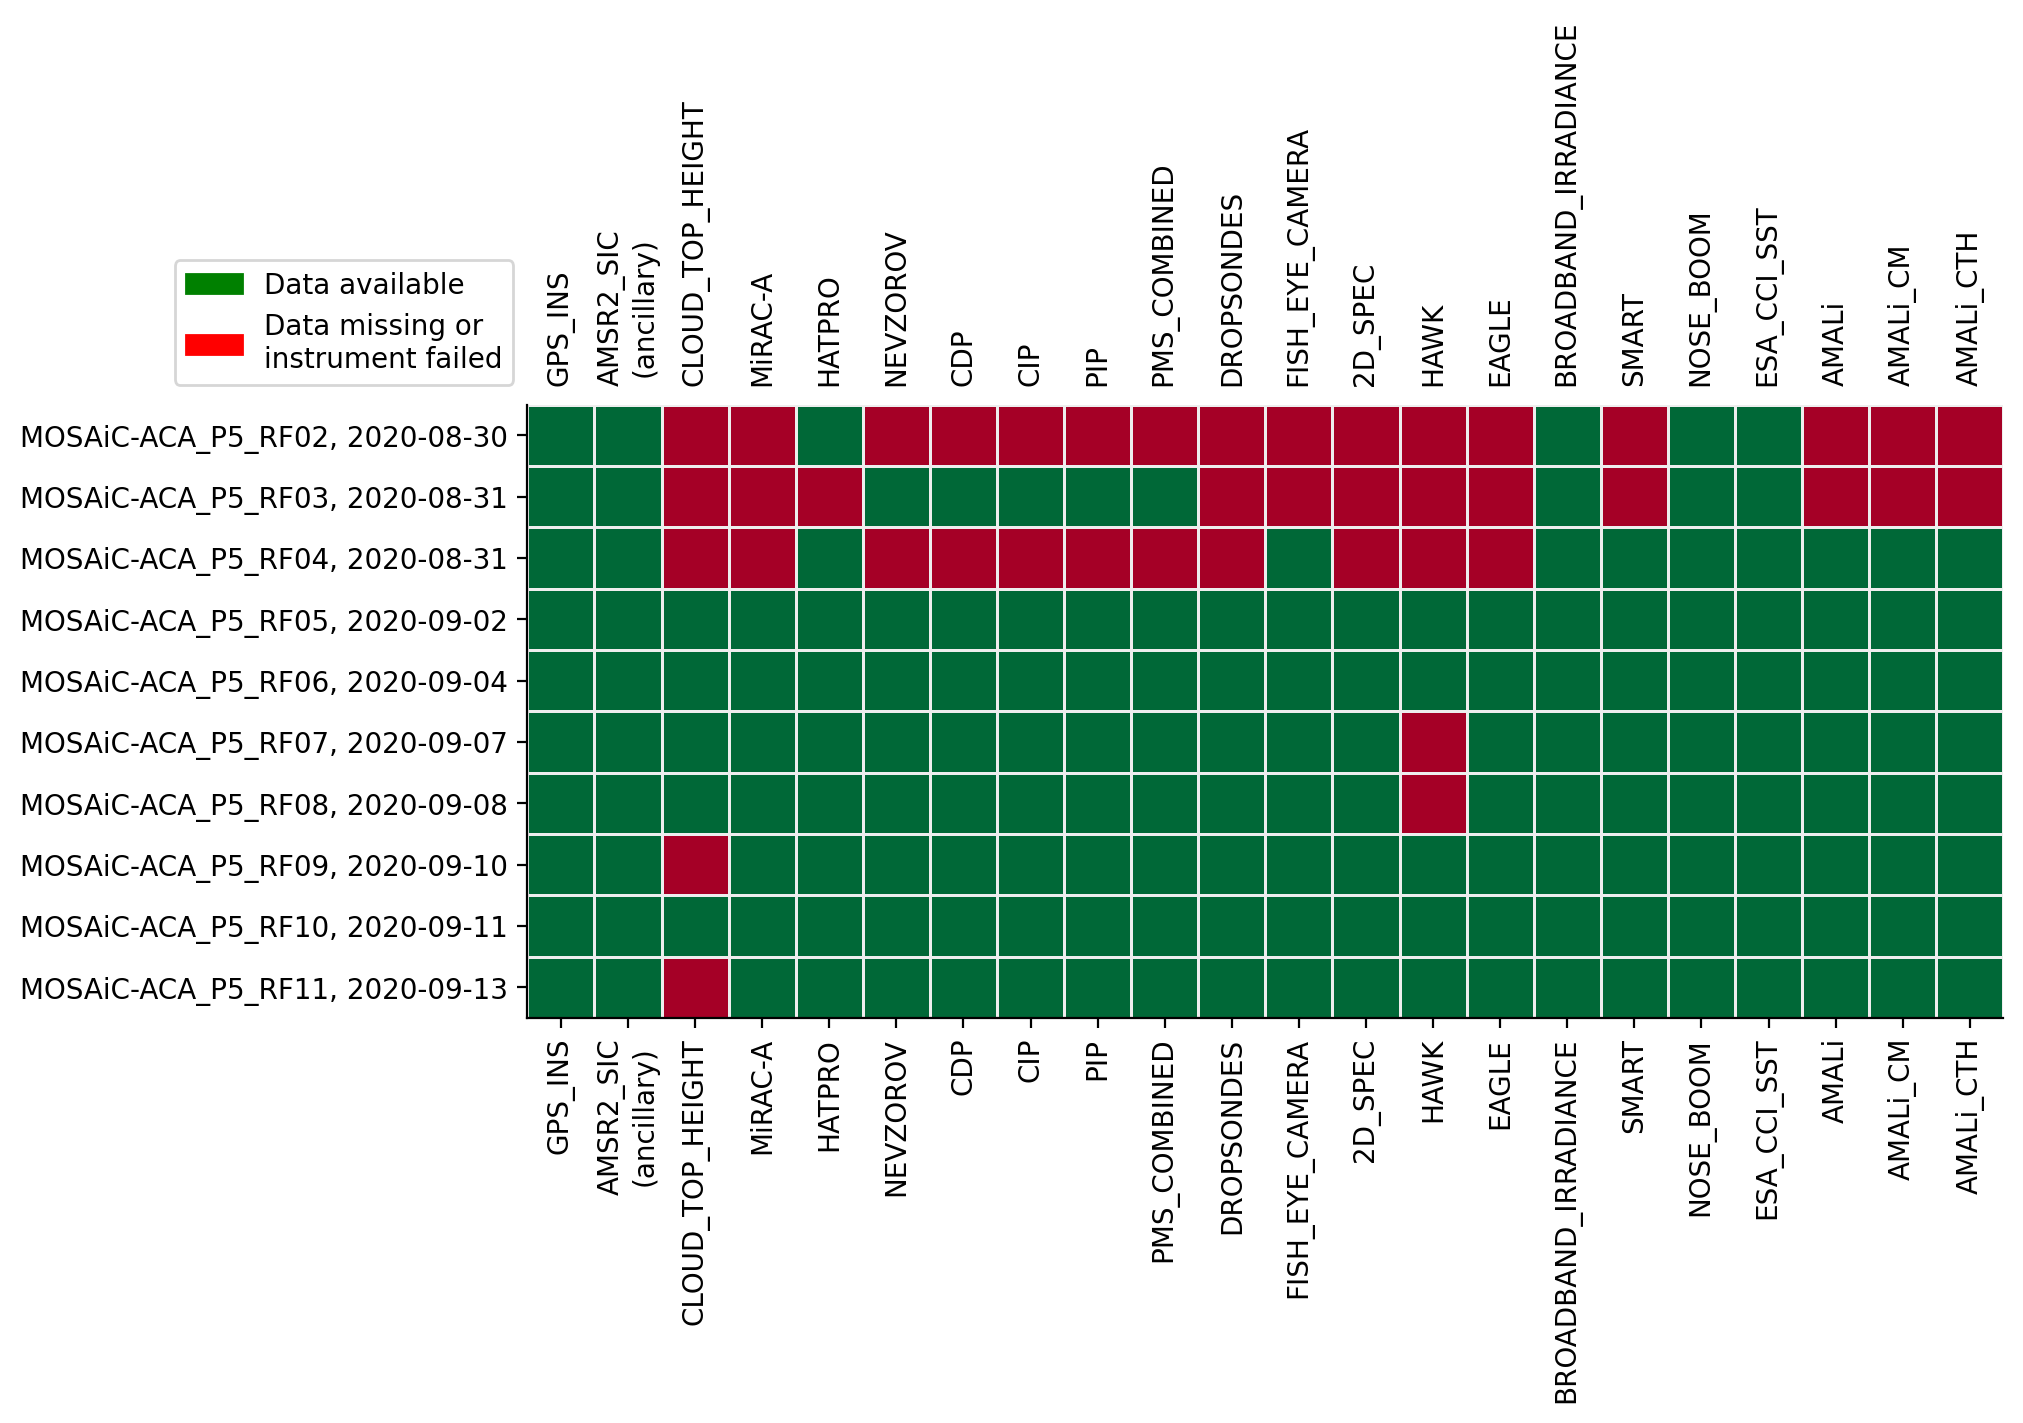 Data available
Data missing or
instrument failed
GPS_INS
AMSR2_SIC
(ancillary)
CLOUD_TOP_HEIGHT
MiRAC-A
HATPRO
NEVZOROV
CDP
CIP
PIP
PMS_COMBINED
DROPSONDES
FISH_EYE_CAMERA
2D_SPEC
HAWK
EAGLE
BROADBAND_IRRADIANCE
SMART
NOSE_BOOM
ESA_CCI_SST
AMALi
AMALi_CM
AMALi_CTH
MOSAiC-ACA_P5_RF02, 2020-08-30
MOSAiC-ACA_P5_RF03, 2020-08-31
MOSAiC-ACA_P5_RF04, 2020-08-31
MOSAiC-ACA_P5_RF05, 2020-09-02
MOSAiC-ACA_P5_RF06, 2020-09-04
MOSAiC-ACA_P5_RF07, 2020-09-07
MOSAiC-ACA_P5_RF08, 2020-09-08
MOSAiC-ACA_P5_RF09, 2020-09-10
MOSAiC-ACA_P5_RF10, 2020-09-11
MOSAiC-ACA_P5_RF11, 2020-09-13
GPS_INS
AMSR2_SIC
(ancillary)
CLOUD_TOP_HEIGHT
MiRAC-A
HATPRO
NEVZOROV
CDP
CIP
PIP
PMS_COMBINED
DROPSONDES
FISH_EYE_CAMERA
2D_SPEC
HAWK
EAGLE
BROADBAND_IRRADIANCE
SMART
NOSE_BOOM
ESA_CCI_SST
AMALi
AMALi_CM
AMALi_CTH